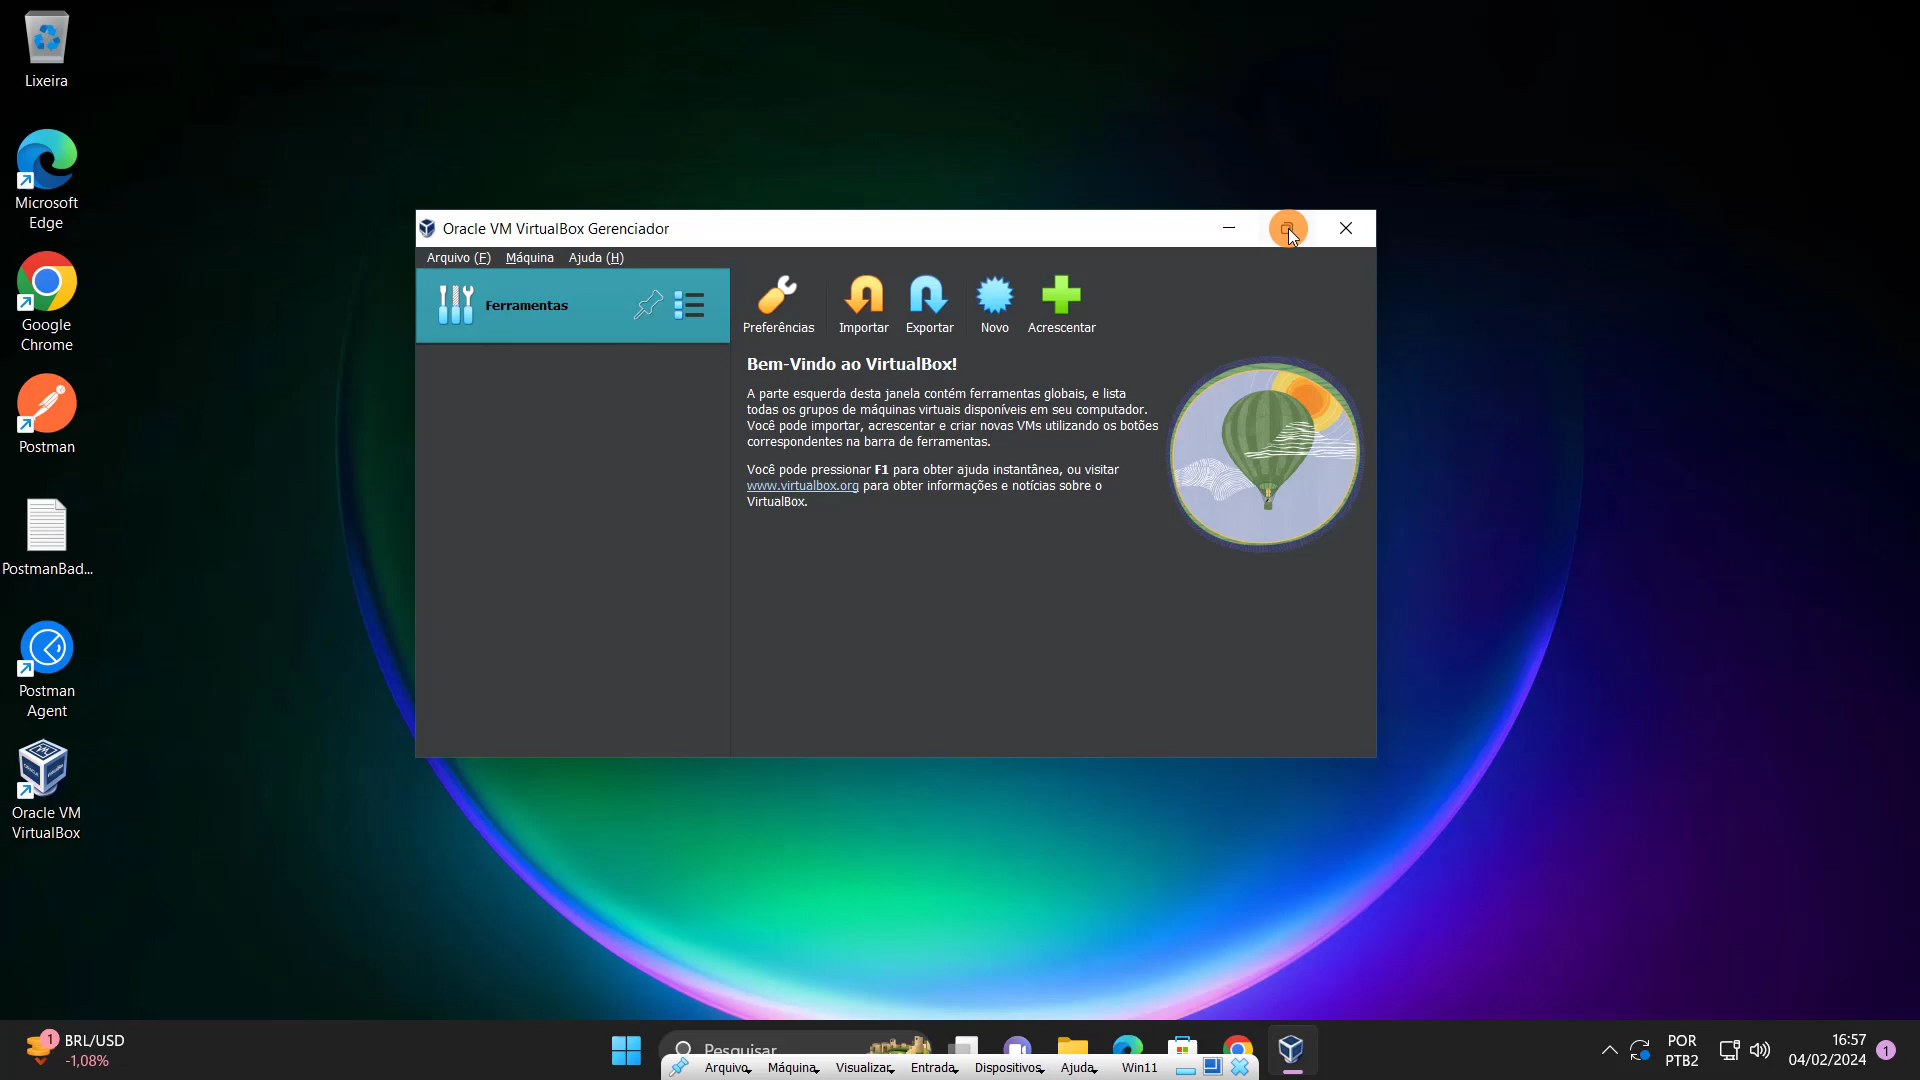 Lixeira
Microsoft
Edge
Google
Chrome
Postman
PostmanBad...
Postman
Agent
Oracle VM
VirtualBox
Oracle VM VirtualBox Gerenciador
Arquivo (F) Máquina Ajuda (H)
Ferramentas
Preferências Importar Exportar Novo Acrescentar
Bem-Vindo ao VirtualBox!
A parte esquerda desta janela contém ferramentas globais, e lista
todas os grupos de máquinas virtuais disponíveis em seu computador.
Você pode importar, acrescentar e criar novas VMs utilizando os botões
correspondentes na barra de ferramentas.
Você pode pressionar F1 para obter ajuda instantânea, ou visitar
www.virtualbox.org para obter informações e notícias sobre o
VirtualBox.
1
BRL/USD
-1,08%
Pesquisar
Arquivo Máquina Visualizar Entrada Dispositivos Ajuda Win11
POR
PTB2
16:57
04/02/2024
1